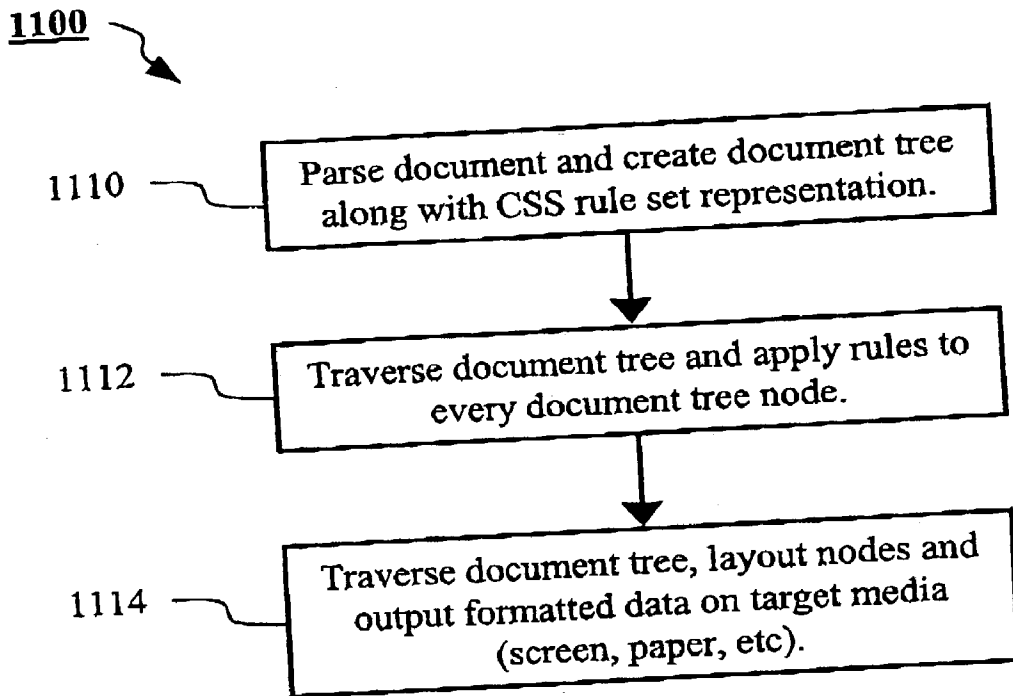 1100
1110
Parse document and create document tree
along with CSS rule set representation.
1112
Traverse document tree and apply rules to
every document tree node.
1114
Traverse document tree, layout nodes and
output formatted data on target media
(screen, paper, etc).